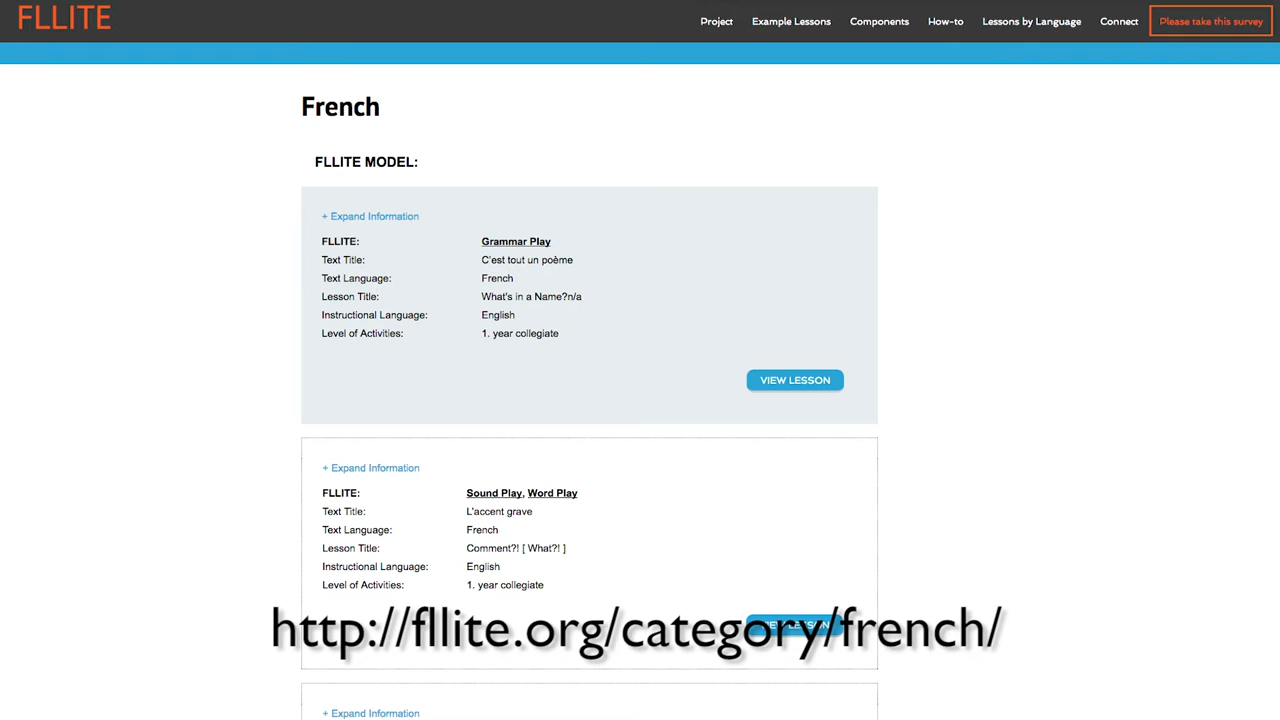 FLLITE
Project Example Lessons Components How-to Lessons by Language Connect Please take this survey
French
FLLITE MODEL:
+ Expand Information
FLLITE: Grammar Play
Text Title: C'est tout un poème
Text Language: French
Lesson Title: What's in a Name?n/a
Instructional Language: English
Level of Activities: 1. year collegiate
VIEW LESSON
+ Expand Information
FLLITE: Sound Play, Word Play
Text Title: L'accent grave
Text Language: French
Lesson Title: Comment?! [ What?! ]
Instructional Language: English
Level of Activities: 1. year collegiate
VIEW LESSON
http://fllite.org/category/french/
+ Expand Information